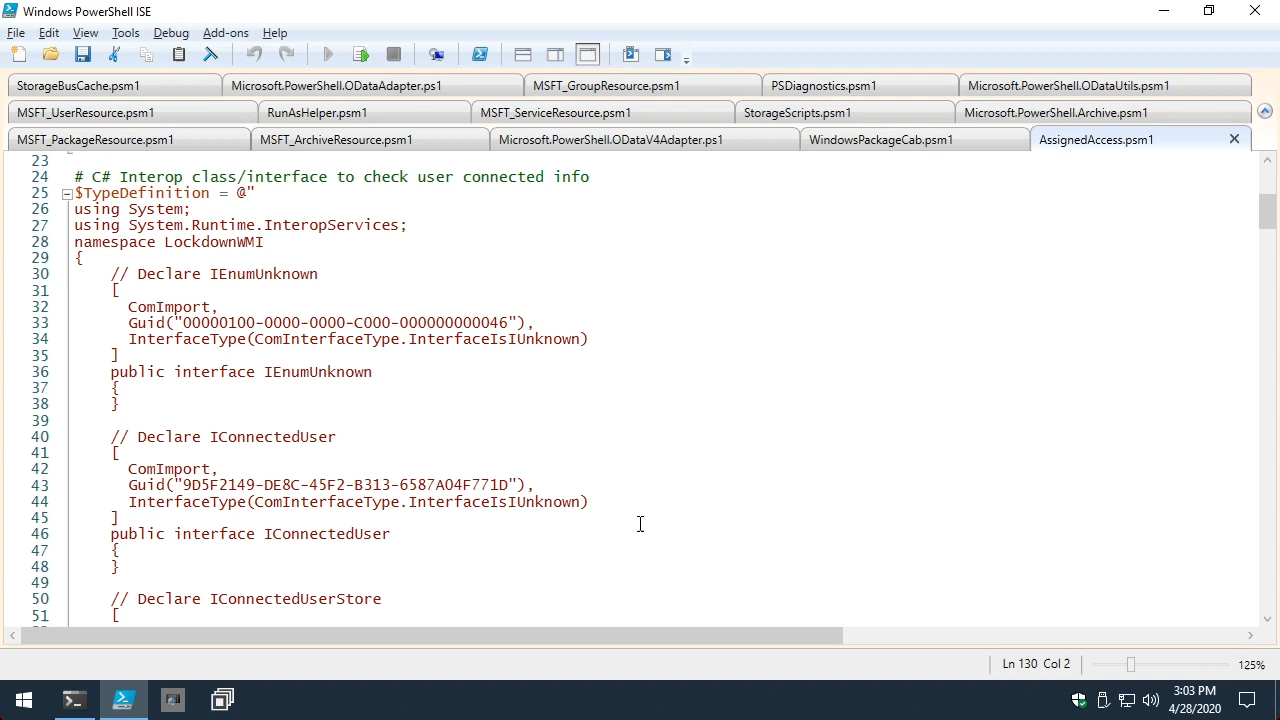 Windows PowerShell ISE
File Edit View Tools Debug Add-ons Help
StorageBusCache.psm1 Microsoft.PowerShell.ODataAdapter.ps1 MSFT_GroupResource.psm1 PSDiagnostics.psm1 Microsoft.PowerShell.ODataUtils.psm1
MSFT_UserResource.psm1 RunAsHelper.psm1 MSFT_ServiceResource.psm1 StorageScripts.psm1 Microsoft.PowerShell.Archive.psm1
MSFT_PackageResource.psm1 MSFT_ArchiveResource.psm1 Microsoft.PowerShell.ODataV4Adapter.ps1 WindowsPackageCab.psm1 AssignedAccess.psm1
23
24 # C# Interop class/interface to check user connected info
25 $TypeDefinition = @"
26 using System;
27 using System.Runtime.InteropServices;
28 namespace LockdownWMI
29 {
30 // Declare IEnumUnknown
31 [
32 ComImport,
33 Guid("00000100-0000-0000-C000-000000000046"),
34 InterfaceType(ComInterfaceType.InterfaceIsIUnknown)
35 ]
36 public interface IEnumUnknown
37 {
38 }
39
40 // Declare IConnectedUser
41 [
42 ComImport,
43 Guid("9D5F2149-DE8C-45F2-B313-6587A04F771D"),
44 InterfaceType(ComInterfaceType.InterfaceIsIUnknown)
45 ]
46 public interface IConnectedUser
47 {
48 }
49
50 // Declare IConnectedUserStore
51 [
Ln 130 Col 2 125%
3:03 PM
4/28/2020